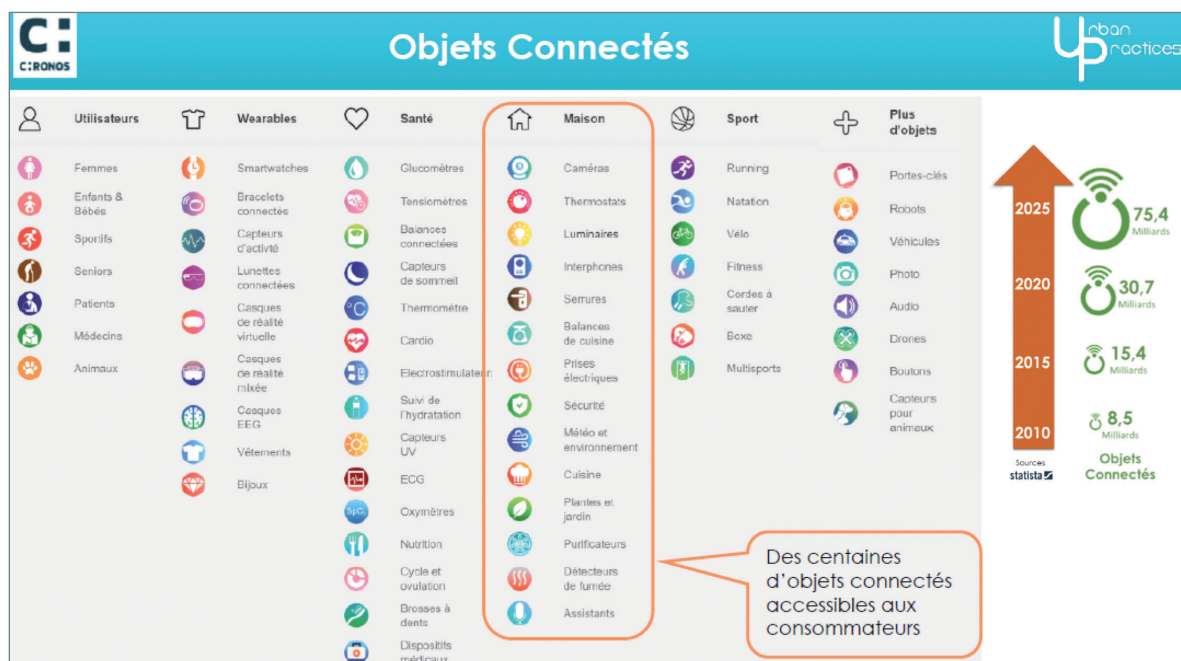 C:
C:RONOS
Objets Connectés
Urban
Practices
Utilisateurs
Femmes
Enfants &
Bébés
Sportifs
Seniors
Patients
Médecins
Animaux
Wearables
Smartwatches
Bracelets
connectés
Capteurs
d'activté
Lunettes
connectées
Casques
de réalité
virtuelle
Casques
de réalité
mixée
Casques
EEG
Vêtements
Bijoux
Santé
Glucomètres
Tensiomètres
Balances
connectées
Capteurs
de sommeil
°C
Thermomètre
Cardio
Electrostimulateur
Suivi de
l'hydratation
Capteurs
UV
ECG
SpO2
Oxymètres
Nutrition
Cycle et
ovulation
Brosses à
dents
Dispositifs
médicaux
Maison
Caméras
Thermostats
Luminaires
Interphones
Serrures
Balances
de cuisine
Prises
électriques
Sécurité
Météo et
environnement
Cuisine
Plantes et
jardin
Purificateurs
Détecteurs
de fumée
Assistants
Sport
Running
Natation
Vélo
Fitness
Cordes à
sauter
Boxe
Multisports
Plus
d'objets
Portes-clés
Robots
Véhicules
Photo
Audio
Drones
Boutons
Capteurs
pour
animaux
Des centaines
d'objets connectés
accessibles aux
consommateurs
2025
2020
2015
2010
Sources
statista
75,4
Milliards
30,7
Milliards
15,4
Milliards
8,5
Milliards
Objets
Connectés